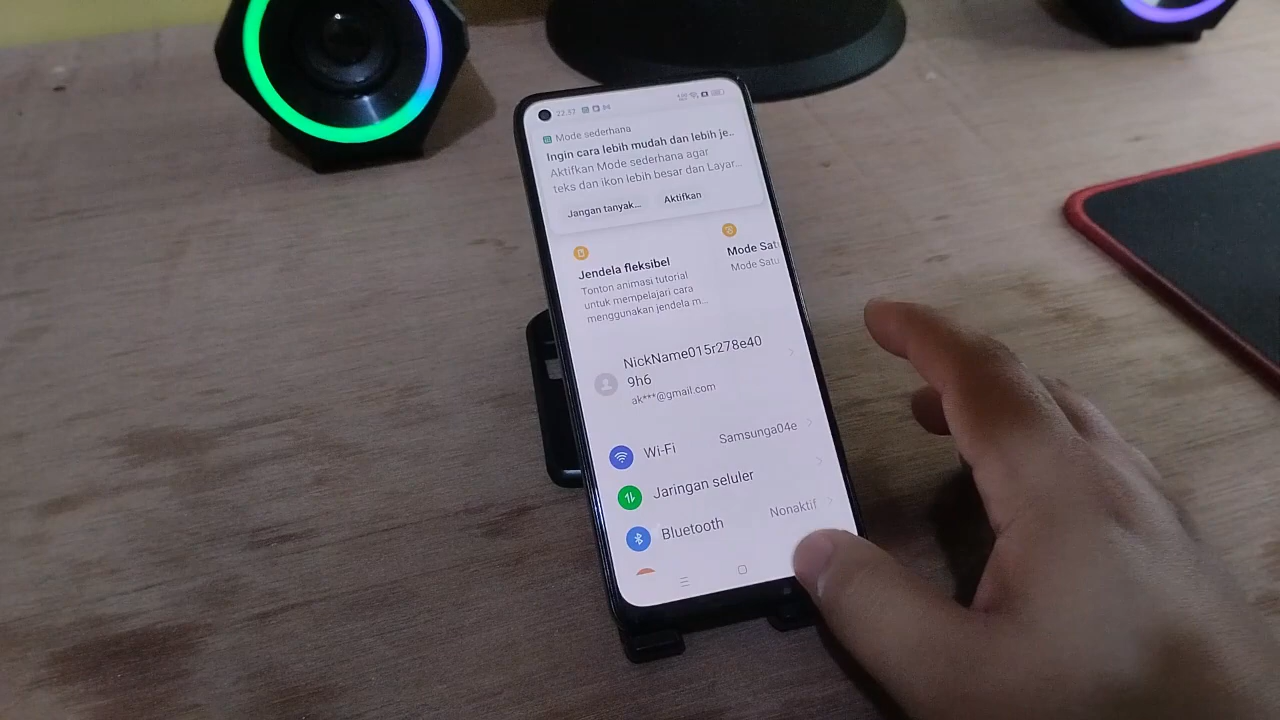 22.37
Mode sederhana
Ingin cara lebih mudah dan lebih je..
Aktifkan Mode sederhana agar
teks dan ikon lebih besar dan Layar...
Jangan tanyak...
Aktifkan
Jendela fleksibel
Tonton animasi tutorial
untuk mempelajari cara
menggunakan jendela m...
Mode Sat
Mode Satu
NickName015r278e40
9h6
ak***@gmail.com
Wi-Fi
Samsunga04e
Jaringan seluler
Bluetooth
Nonaktif